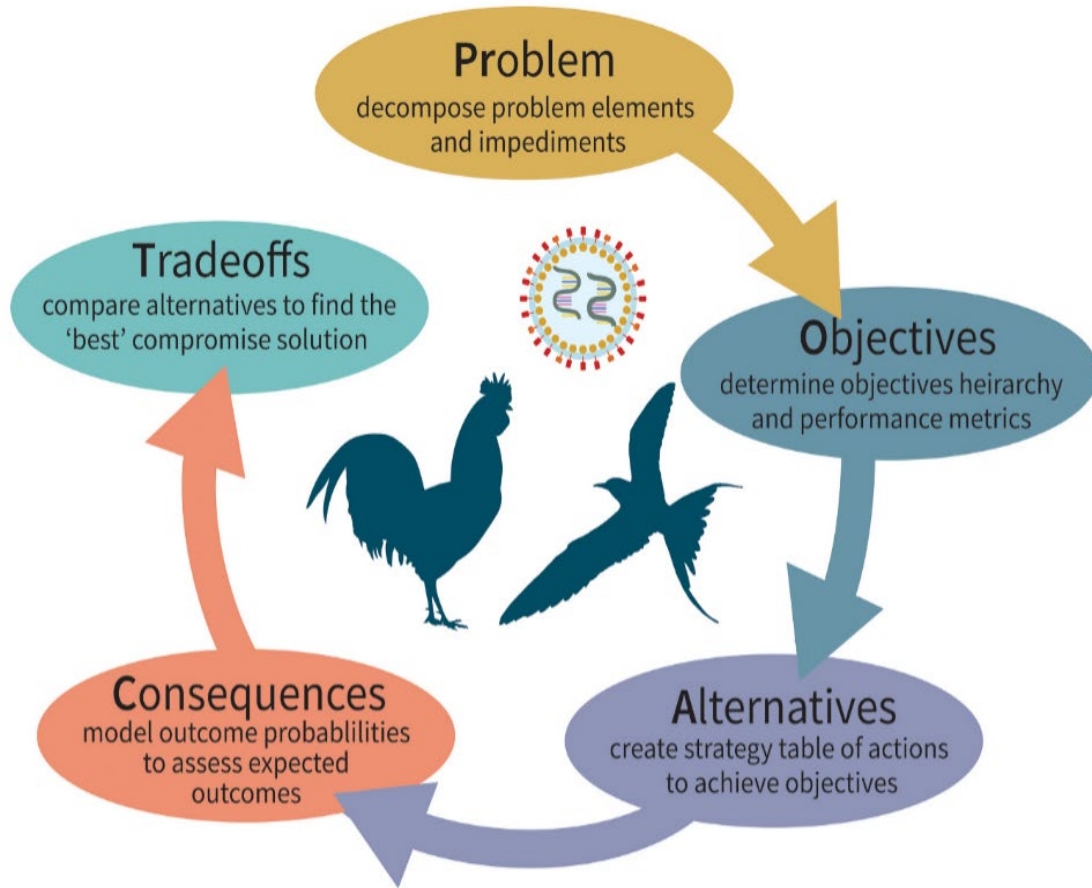 Problem
decompose problem elements
and impediments
Objectives
determine objectives heirarchy
and performance metrics
Alternatives
create strategy table of actions
to achieve objectives
Consequences
model outcome probablilities
to assess expected
outcomes
Tradeoffs
compare alternatives to find the
‘best’ compromise solution